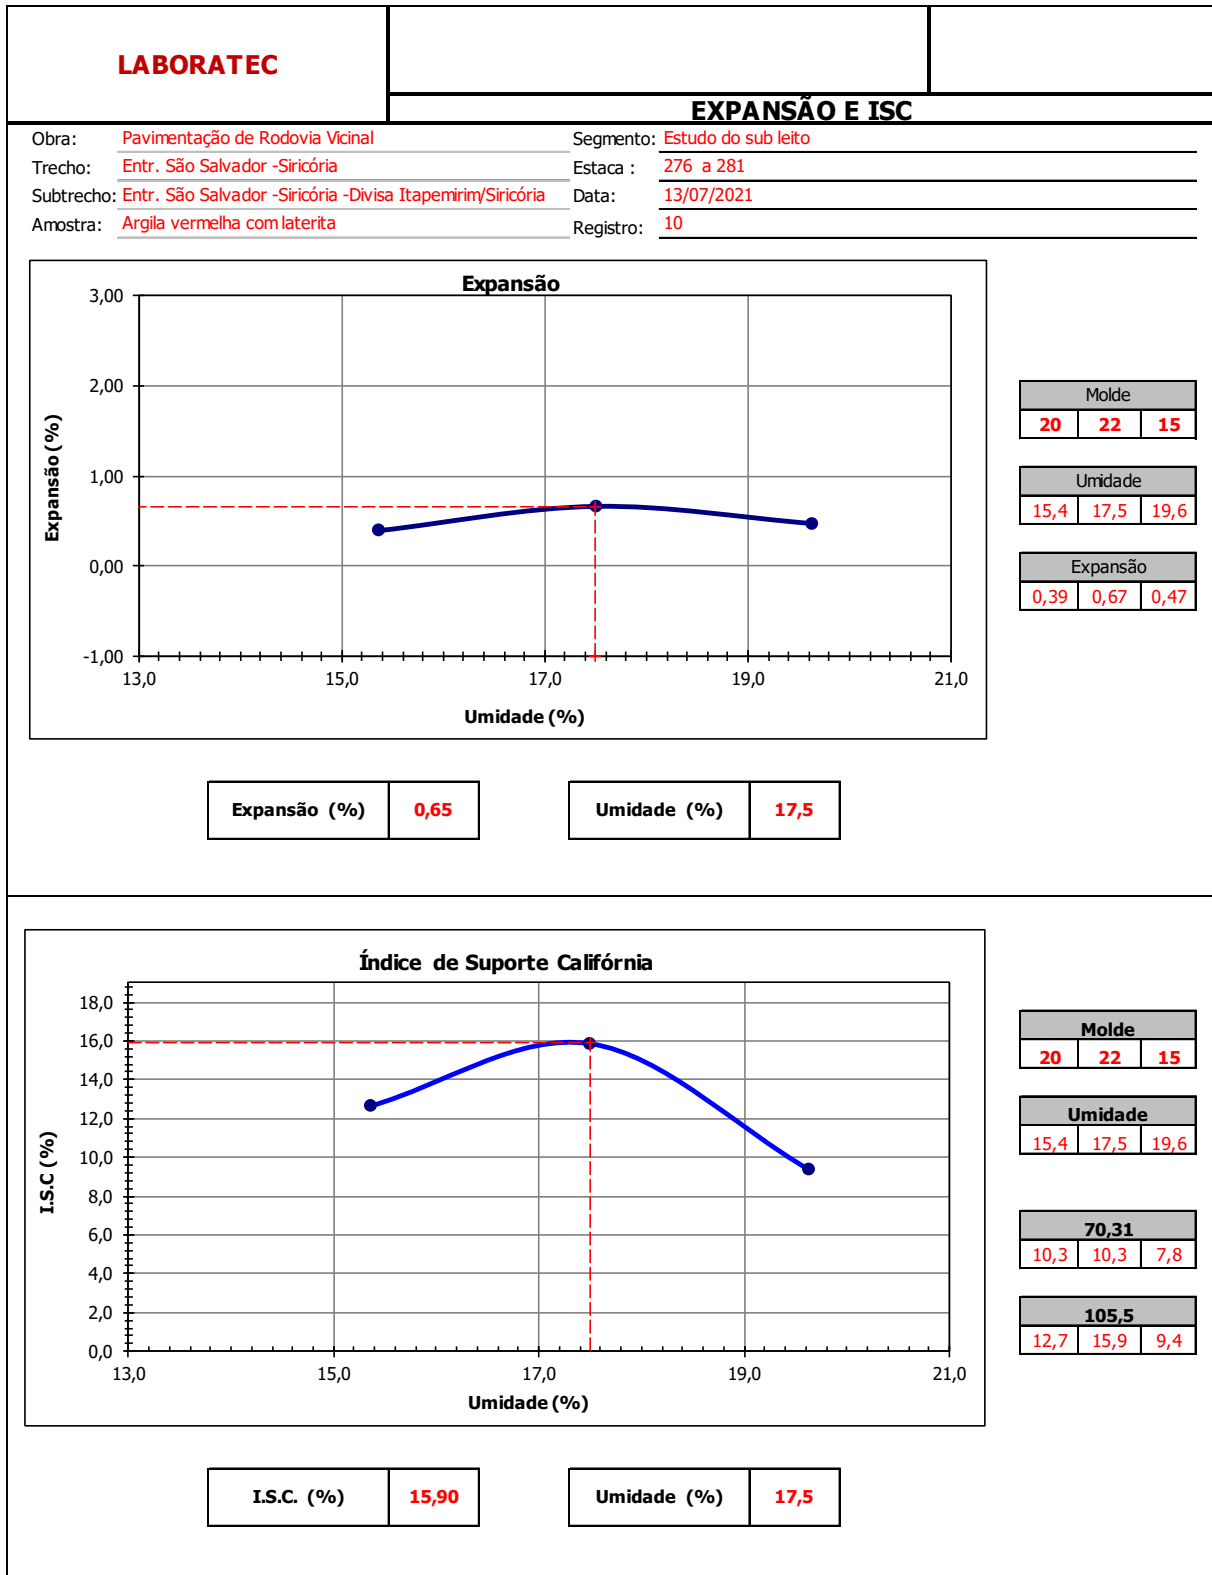 LABORATEC
EXPANSÃO E ISC
Obra: Pavimentação de Rodovia Vicinal Segmento: Estudo do sub leito
Trecho: Entr. São Salvador -Siricória Estaca : 276 a 281
Subtrecho: Entr. São Salvador -Siricória -Divisa Itapemirim/Siricória Data: 13/07/2021
Amostra: Argila vermelha com laterita Registro: 10
Expansão
3,00
2,00
1,00
0,00
-1,00
Expansão (%)
13,0 15,0 17,0 19,0 21,0
Umidade (%)
Molde
20 22 15
Umidade
15,4 17,5 19,6
Expansão
0,39 0,67 0,47
Expansão (%) 0,65 Umidade (%) 17,5
Índice de Suporte Califórnia
18,0
16,0
14,0
12,0
10,0
8,0
6,0
4,0
2,0
0,0
I.S.C (%)
13,0 15,0 17,0 19,0 21,0
Umidade (%)
Molde
20 22 15
Umidade
15,4 17,5 19,6
70,31
10,3 10,3 7,8
105,5
12,7 15,9 9,4
I.S.C. (%) 15,90 Umidade (%) 17,5